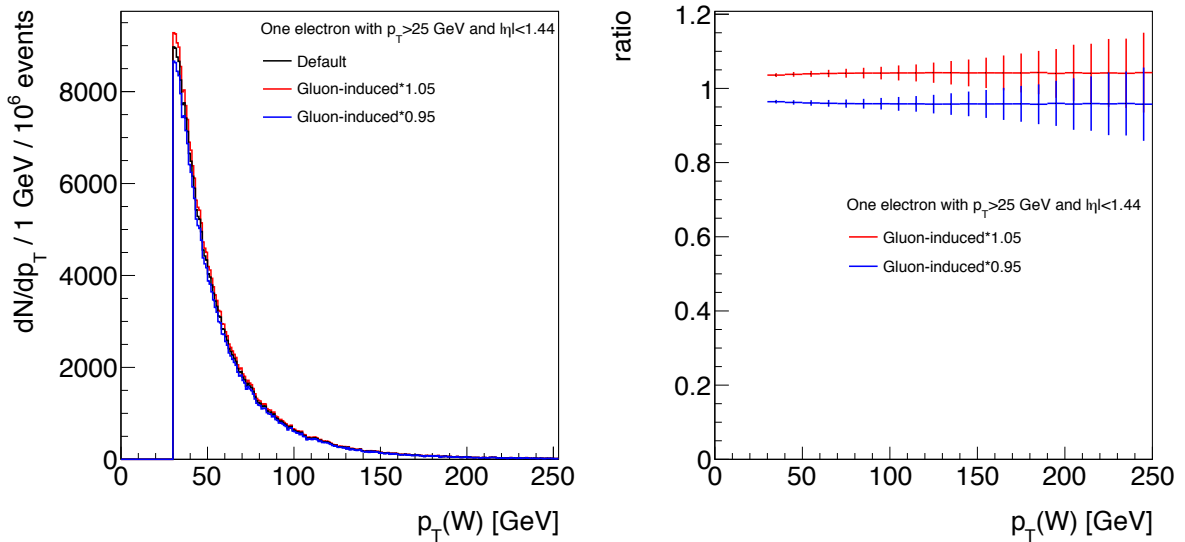 One electron with p_T>25 GeV and |η|<1.44
Default
Gluon-induced*1.05
Gluon-induced*0.95
dN/dp_T / 1 GeV / 10^6 events
8000
6000
4000
2000
0
0 50 100 150 200 250
p_T(W) [GeV]
ratio
1.2
1
0.8
0.6
0.4
0.2
0
One electron with p_T>25 GeV and |η|<1.44
Gluon-induced*1.05
Gluon-induced*0.95
0 50 100 150 200 250
p_T(W) [GeV]